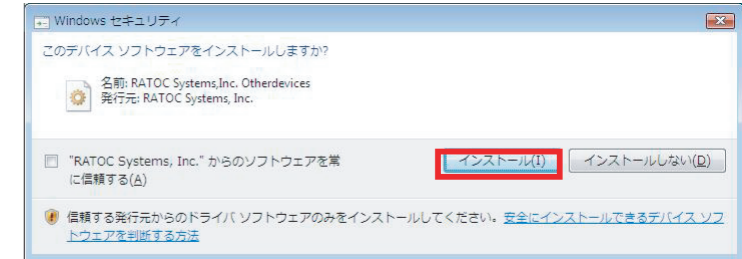 Windows セキュリティ
このデバイス ソフトウェアをインストールしますか?
名前: RATOC Systems,Inc. Otherdevices
発行元: RATOC Systems, Inc.
"RATOC Systems, Inc." からのソフトウェアを常
に信頼する(A)
インストール(I)
インストールしない(D)
信頼する発行元からのドライバ ソフトウェアのみをインストールしてください。安全にインストールできるデバイス ソフ
トウェアを判断する方法